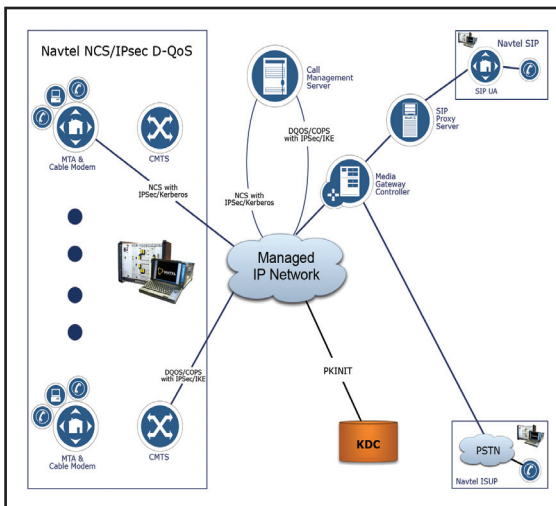 Navtel NCS/IPsec D-QoS
MTA &
Cable Modem
CMTS
NCS with
IPSec/Kerberos
DQOS/COPS
with IPSec/IKE
MTA &
Cable Modem
CMTS
Call
Management
Server
DQOS/COPS
with IPSec/IKE
NCS with
IPSec/Kerberos
Managed
IP Network
PKINIT
KDC
Navtel SIP
SIP UA
SIP
Proxy
Server
Media
Gateway
Controller
PSTN
Navtel ISUP